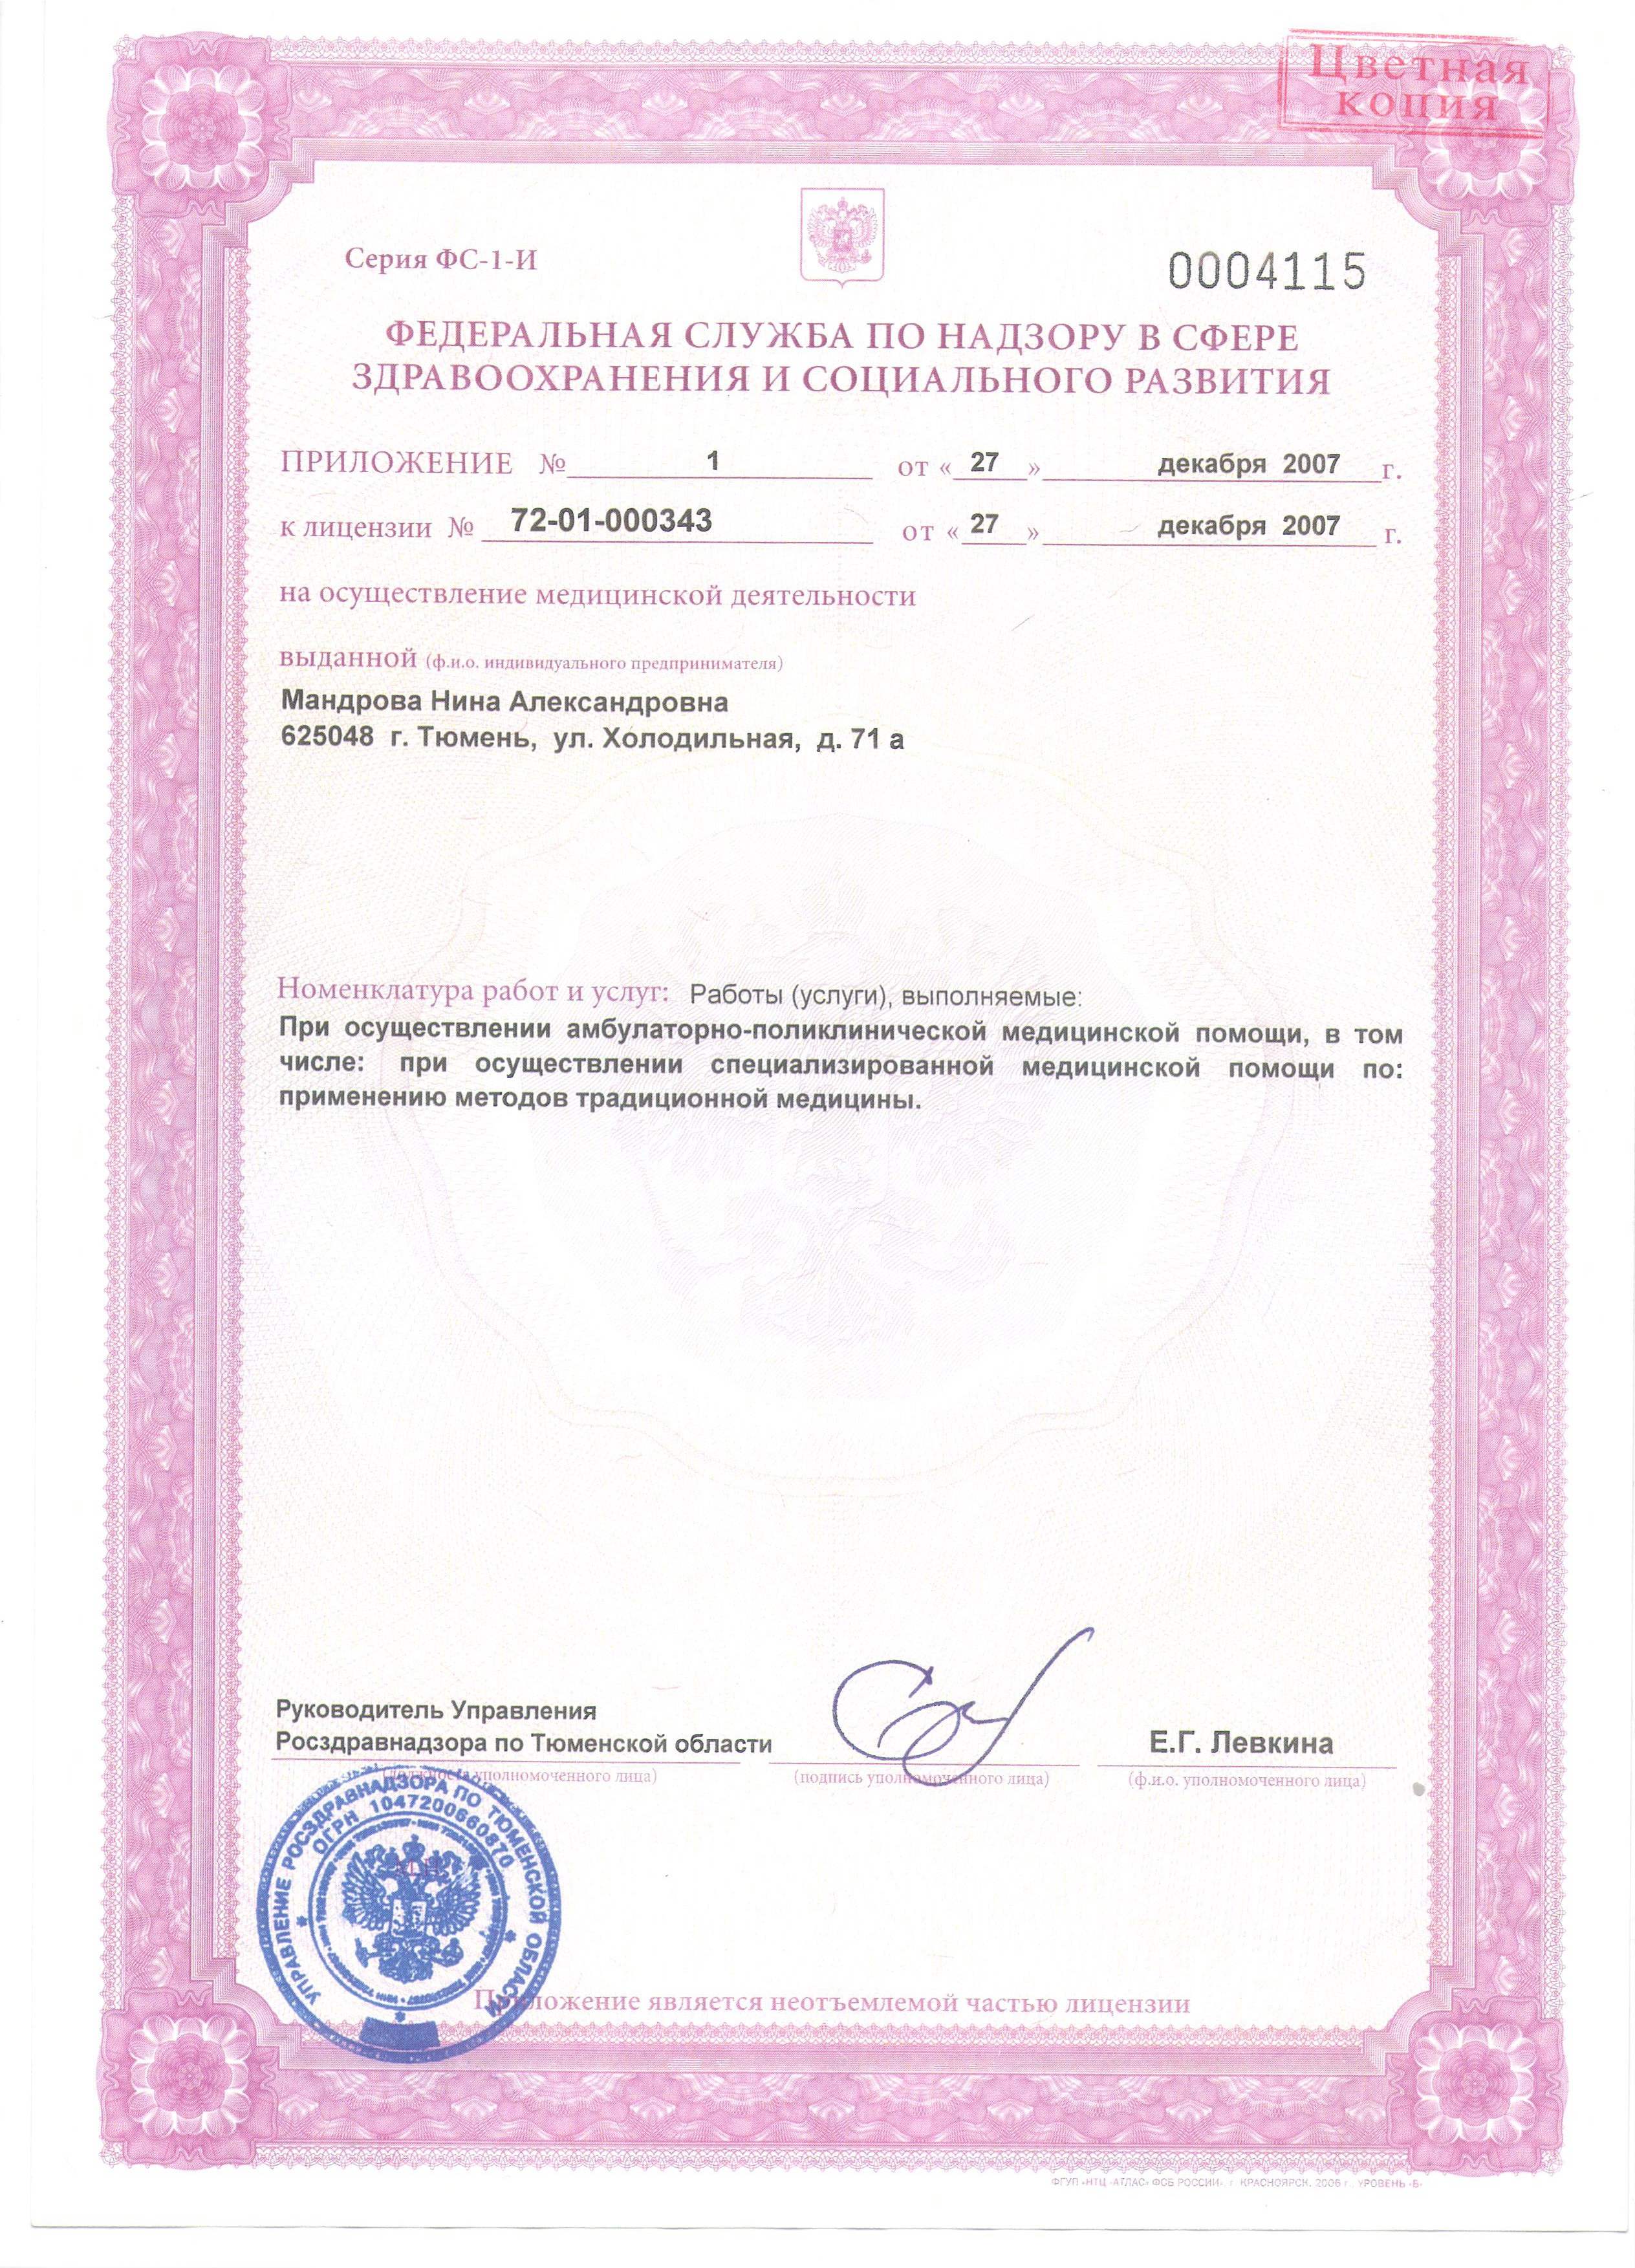 Цветная
копия
Серия ФС-1-И
0004115
ФЕДЕРАЛЬНАЯ СЛУЖБА ПО НАДЗОРУ В СФЕРЕ
ЗДРАВООХРАНЕНИЯ И СОЦИАЛЬНОГО РАЗВИТИЯ
ПРИЛОЖЕНИЕ № 1 от « 27 » декабря 2007 г.
к лицензии № 72-01-000343 от « 27 » декабря 2007 г.
на осуществление медицинской деятельности
выданной (ф.и.о. индивидуального предпринимателя)
Мандрова Нина Александровна
625048 г. Тюмень, ул. Холодильная, д. 71 а
Номенклатура работ и услуг: Работы (услуги), выполняемые:
При осуществлении амбулаторно-поликлинической медицинской помощи, в том
числе: при осуществлении специализированной медицинской помощи по:
применению методов традиционной медицины.
Руководитель Управления
Росздравнадзора по Тюменской области
Е.Г. Левкина
(должность уполномоченного лица) (подпись уполномоченного лица) (ф.и.о. уполномоченного лица)
УПРАВЛЕНИЕ РОСЗДРАВНАДЗОРА ПО ТЮМЕНСКОЙ ОБЛАСТИ
ОГРН 1047200660870
М.П.
Приложение является неотъемлемой частью лицензии
ФГУП «НТЦ «АТЛАС» ФСБ РОССИИ», г. КРАСНОЯРСК, 2006 г., УРОВЕНЬ «Б»